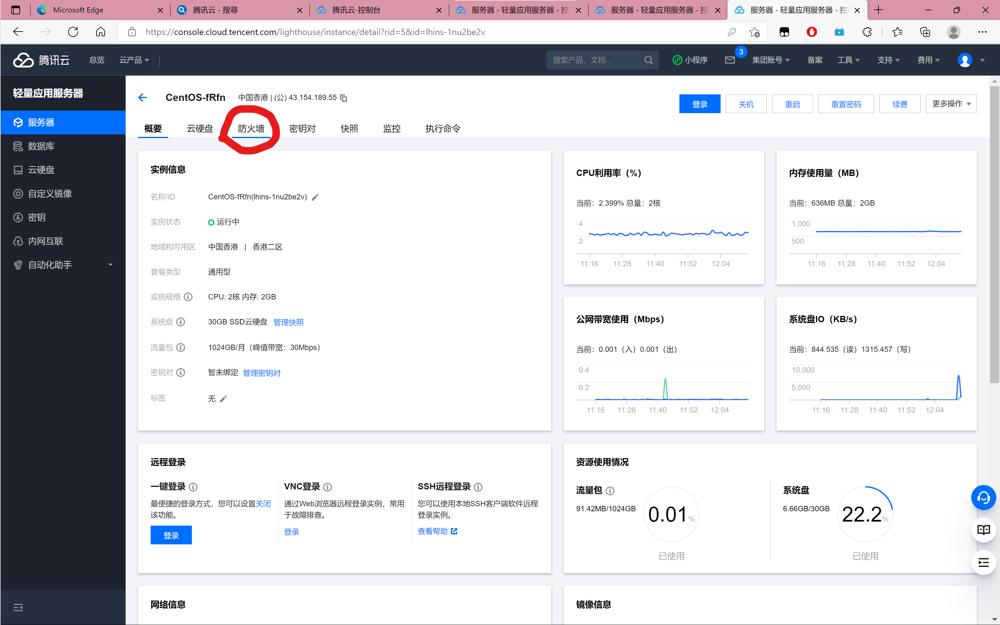 Microsoft Edge
腾讯云 - 搜尋
腾讯云-控制台
服务器 - 轻量应用服务器 - 控
服务器 - 轻量应用服务器 - 控
服务器 - 轻量应用服务器 - 控
https://console.cloud.tencent.com/lighthouse/instance/detail?rid=5&id=lhins-1nu2be2v
腾讯云
总览
云产品
搜索产品、文档...
小程序
3
集团账号
备案
工具
支持
费用
轻量应用服务器
服务器
数据库
云硬盘
自定义镜像
密钥
内网互联
自动化助手
CentOS-fRfn
中国香港 | (公) 43.154.189.55
登录
关机
重启
重置密码
续费
更多操作
概要
云硬盘
防火墙
密钥对
快照
监控
执行命令
实例信息
名称/ID CentOS-fRfn(lhins-1nu2be2v)
实例状态 运行中
地域和可用区 中国香港 | 香港二区
套餐类型 通用型
实例规格 CPU: 2核 内存: 2GB
系统盘 30GB SSD云硬盘 管理快照
流量包 1024GB/月（峰值带宽：30Mbps）
密钥对 暂未绑定 管理密钥对
标签 无
CPU利用率（%）
当前：2.399% 总量：2核
4
2
11:16 11:28 11:40 11:52 12:04
内存使用量（MB）
当前：636MB 总量：2GB
1,000
500
11:16 11:28 11:40 11:52 12:04
公网带宽使用（Mbps）
当前：0.001（入）0.001（出）
0.4
0.2
11:16 11:28 11:40 11:52 12:04
系统盘IO（KB/s）
当前：844.535（读）1315.457（写）
10,000
5,000
11:16 11:28 11:40 11:52 12:04
远程登录
一键登录
最便捷的登录方式，您可以设置关闭
该功能。
登录
VNC登录
通过Web浏览器远程登录实例，常用
于故障排查。
登录
SSH远程登录
您可以使用本地SSH客户端软件远程
登录实例。
查看帮助
资源使用情况
流量包
91.42MB/1024GB
0.01%
已使用
系统盘
6.66GB/30GB
22.2%
已使用
网络信息
镜像信息